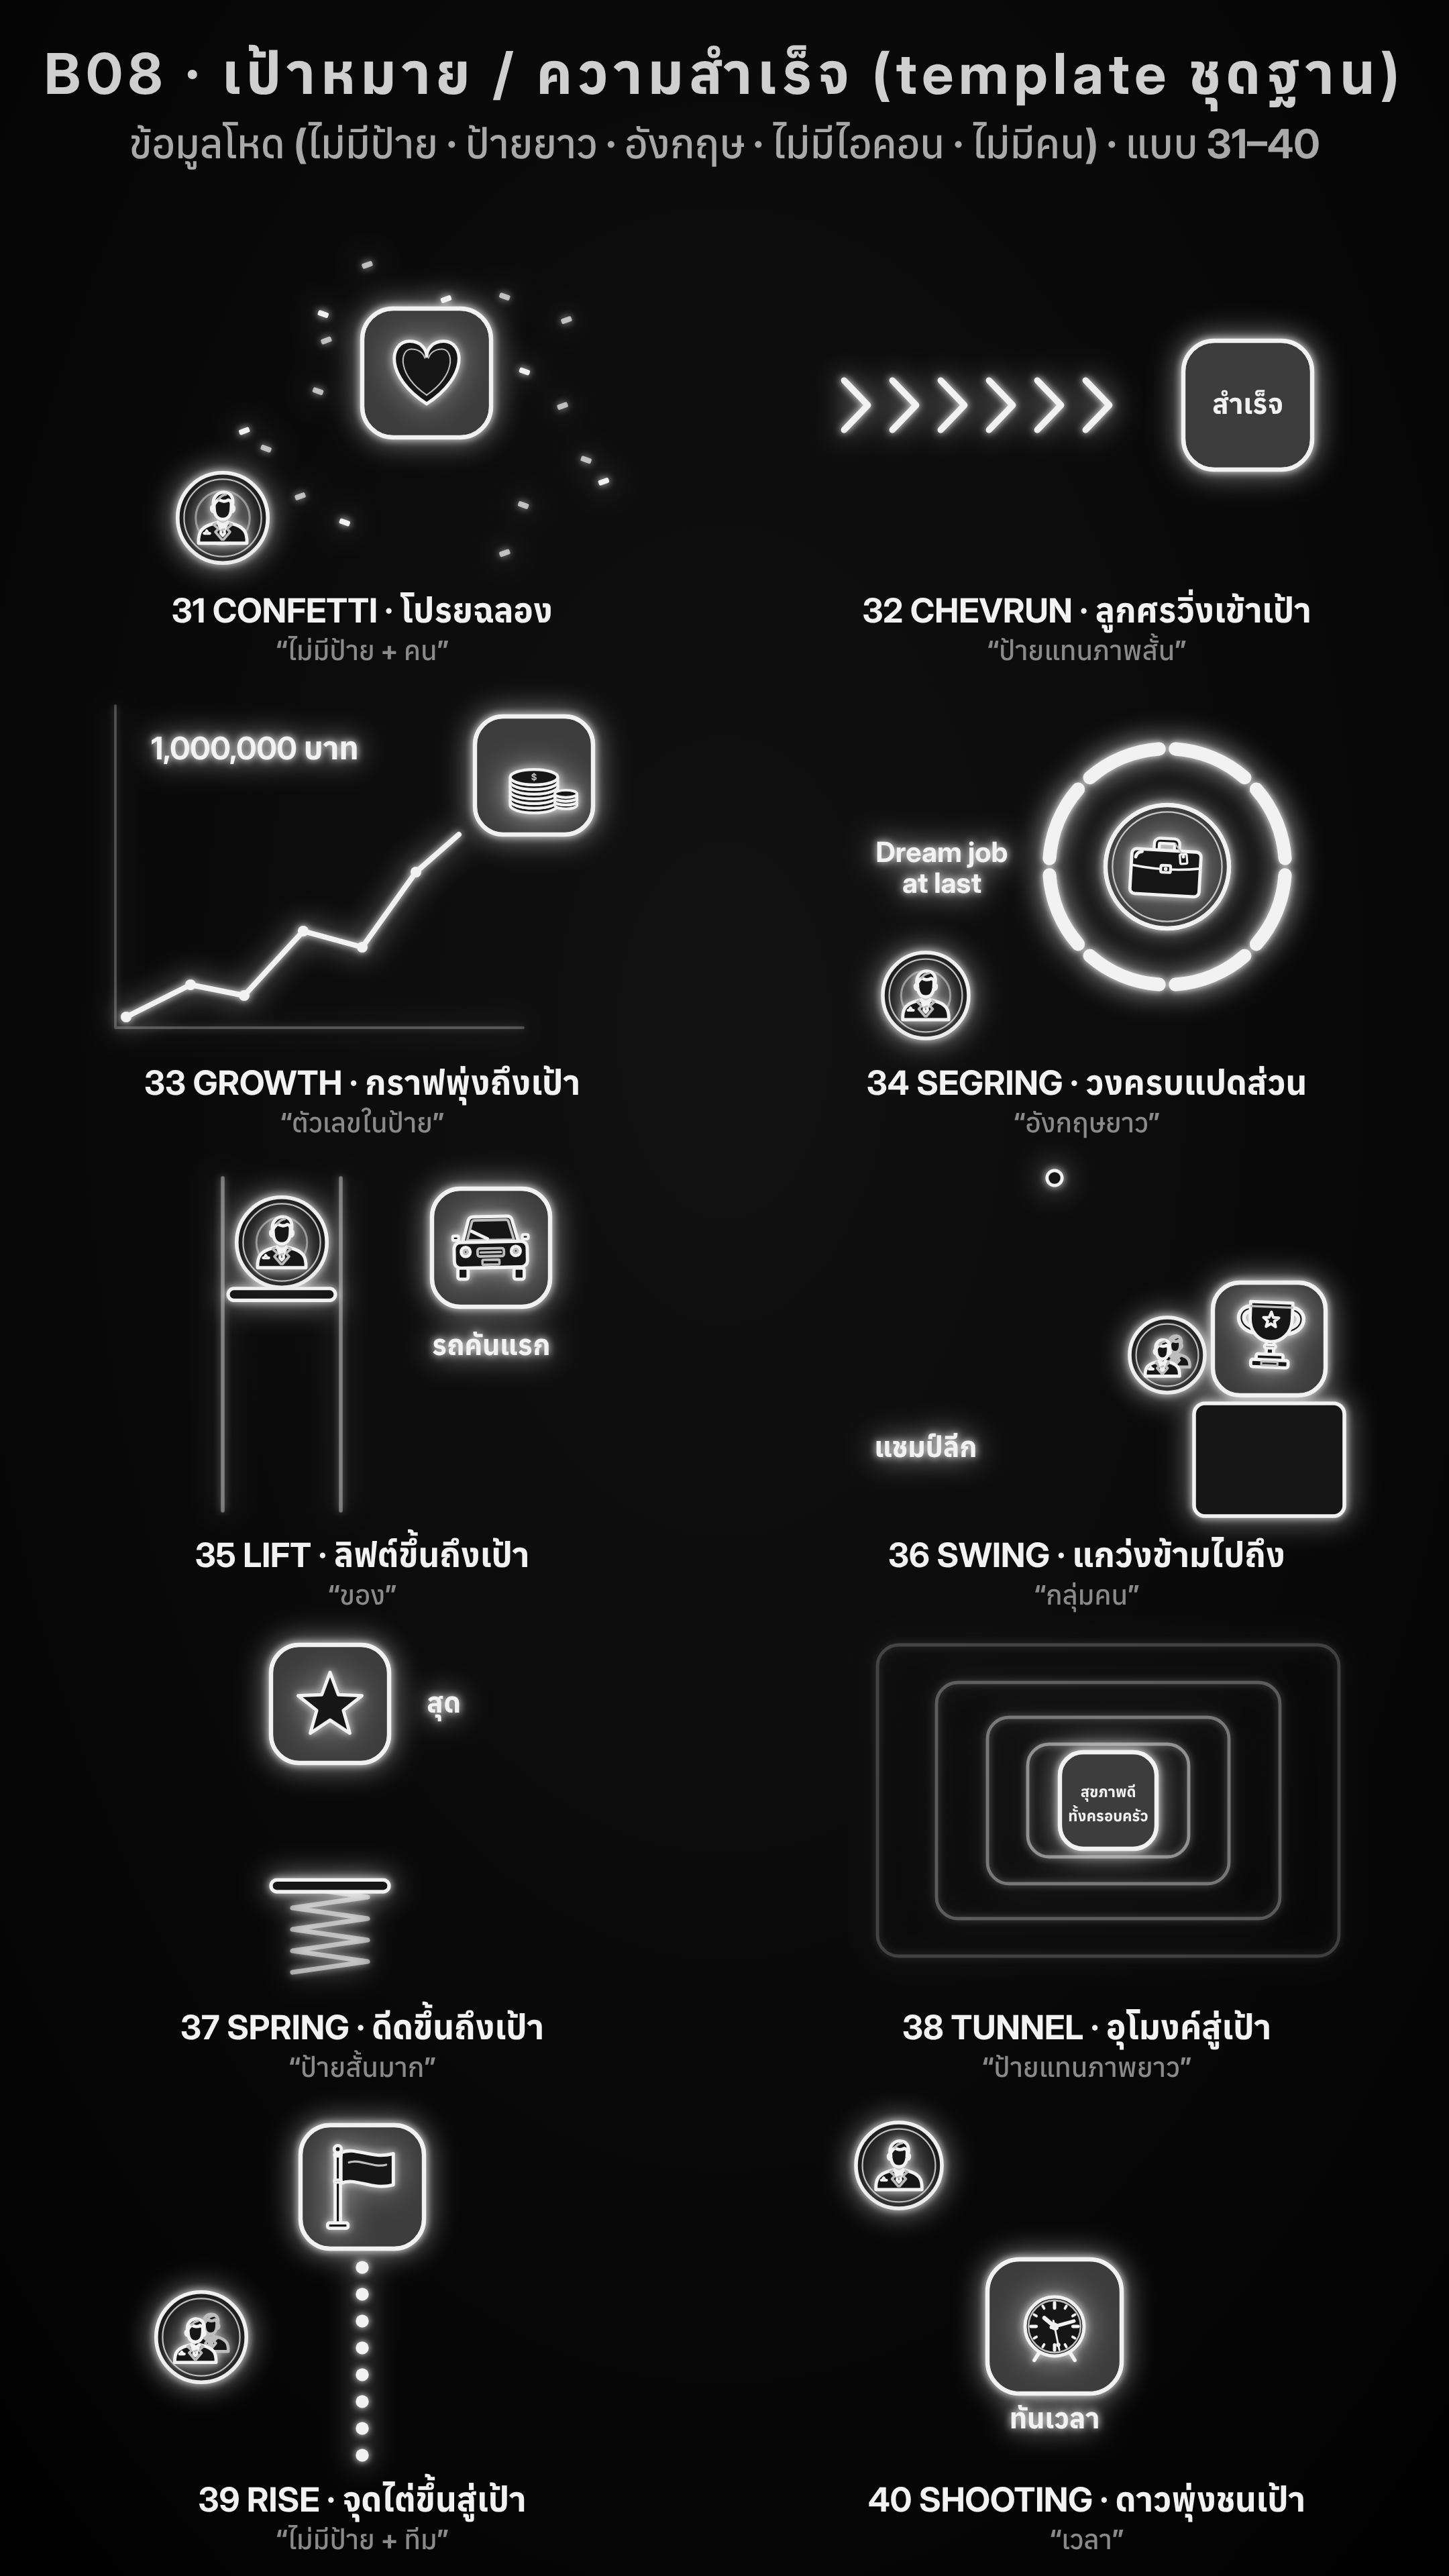 B08 · เป้าหมาย / ความสำเร็จ (template ชุดฐาน)
ข้อมูลโหด (ไม่มีป้าย · ป้ายยาว · อังกฤษ · ไม่มีไอคอน · ไม่มีคน) · แบบ 31–40
สำเร็จ
31 CONFETTI · โปรยฉลอง
“ไม่มีป้าย + คน”
32 CHEVRUN · ลูกศรวิ่งเข้าเป้า
“ป้ายแทนภาพสั้น”
1,000,000 บาท
$
33 GROWTH · กราฟพุ่งถึงเป้า
“ตัวเลขในป้าย”
Dream job
at last
34 SEGRING · วงครบแปดส่วน
“อังกฤษยาว”
รถคันแรก
35 LIFT · ลิฟต์ขึ้นถึงเป้า
“ของ”
แชมป์ลีก
36 SWING · แกว่งข้ามไปถึง
“กลุ่มคน”
สุด
37 SPRING · ดีดขึ้นถึงเป้า
“ป้ายสั้นมาก”
สุขภาพดี
ทั้งครอบครัว
38 TUNNEL · อุโมงค์สู่เป้า
“ป้ายแทนภาพยาว”
39 RISE · จุดไต่ขึ้นสู่เป้า
“ไม่มีป้าย + ทีม”
ทันเวลา
40 SHOOTING · ดาวพุ่งชนเป้า
“เวลา”